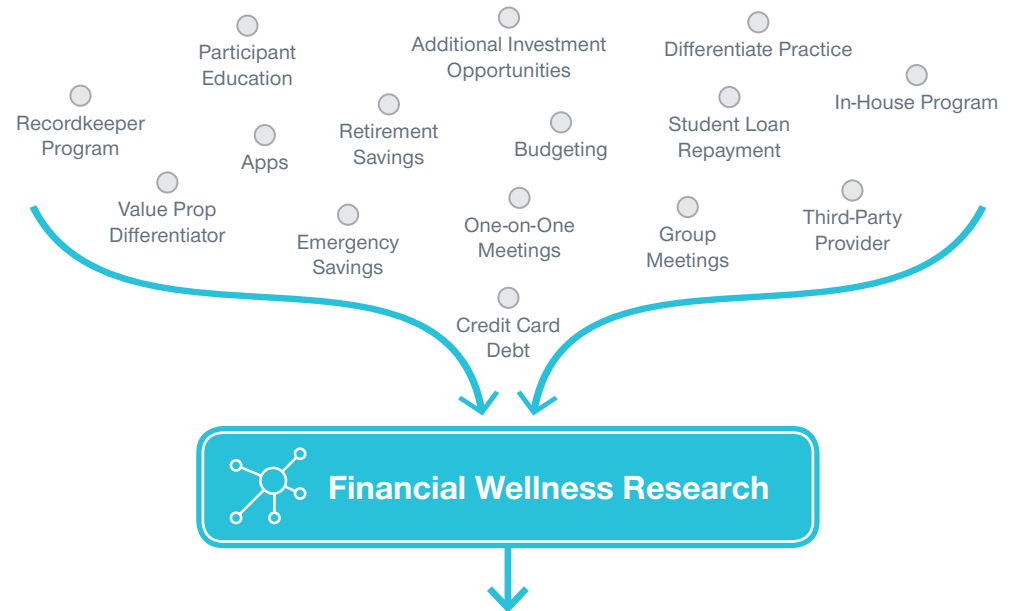 Participant
Education
Additional Investment
Opportunities
Differentiate Practice
In-House Program
Recordkeeper
Program
Apps
Retirement
Savings
Budgeting
Student Loan
Repayment
Value Prop
Differentiator
Emergency
Savings
One-on-One
Meetings
Group
Meetings
Third-Party
Provider
Credit Card
Debt
Financial Wellness Research